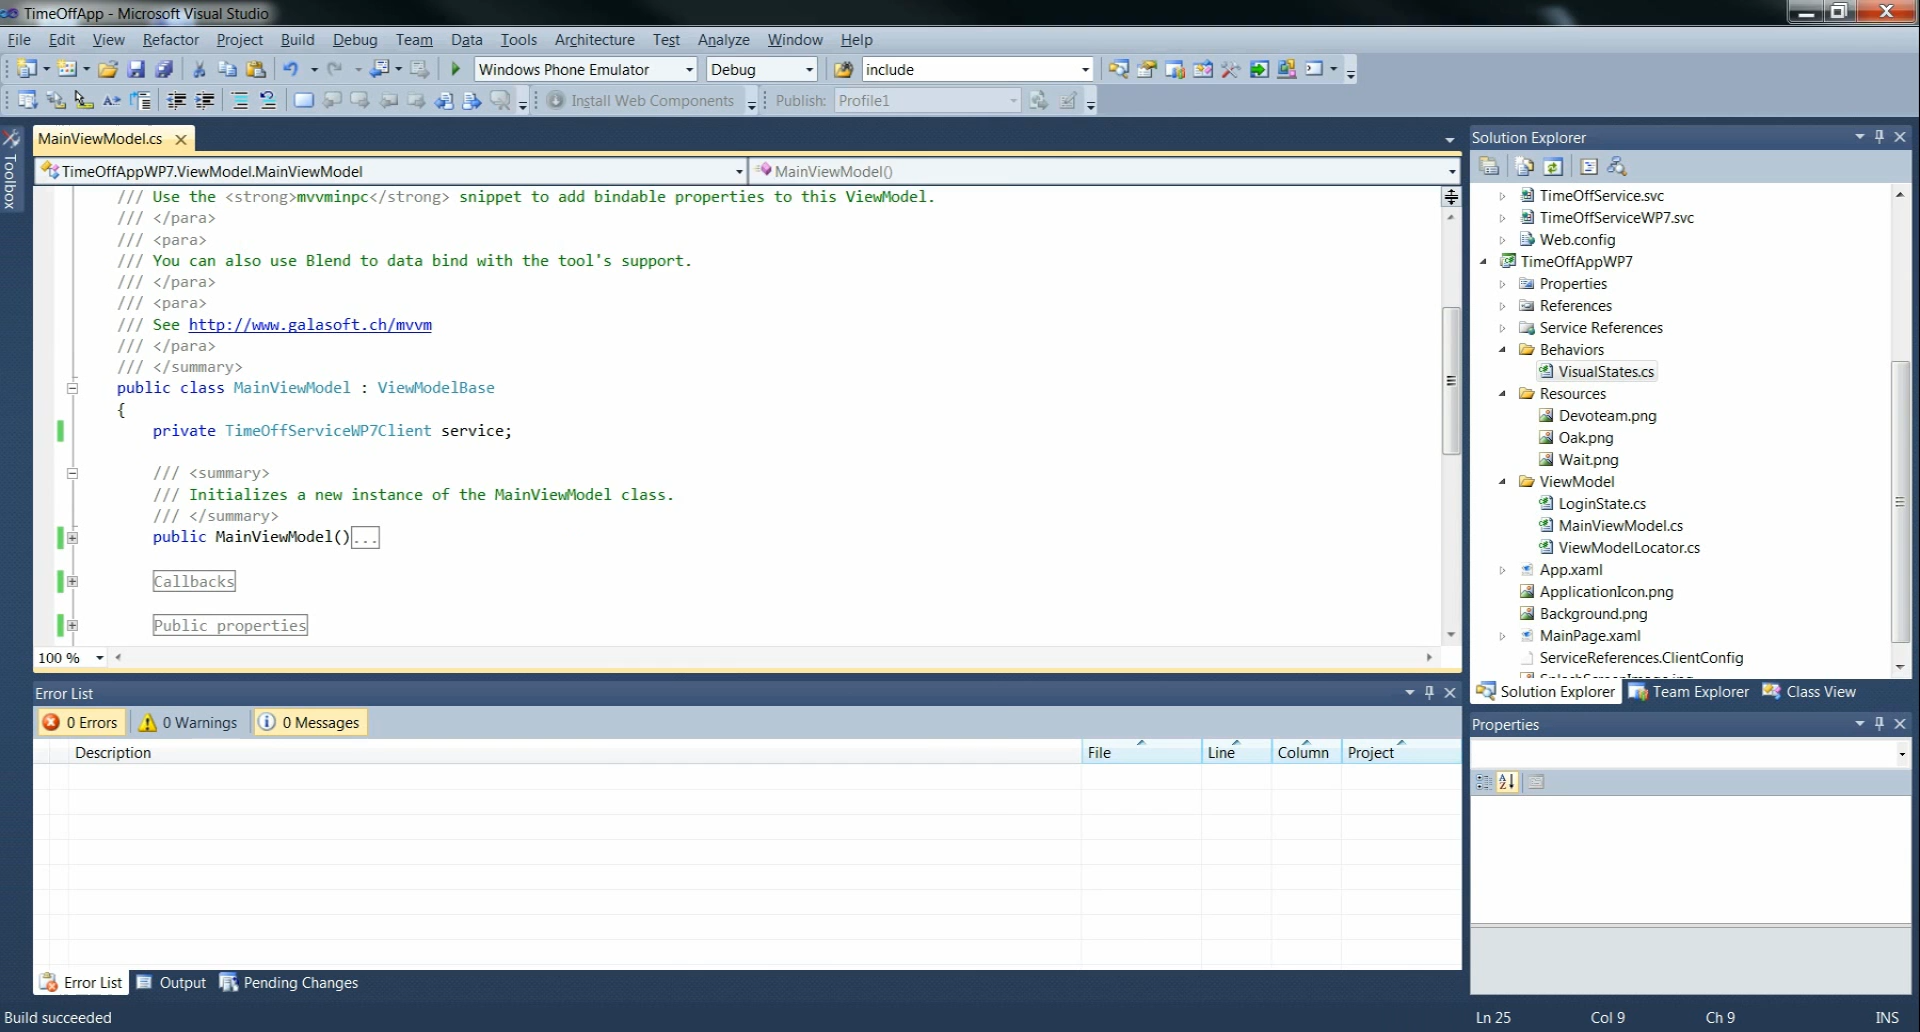 TimeOffApp - Microsoft Visual Studio
File Edit View Refactor Project Build Debug Team Data Tools Architecture Test Analyze Window Help
Windows Phone Emulator Debug include
Install Web Components Publish: Profile1
Toolbox
MainViewModel.cs
TimeOffAppWP7.ViewModel.MainViewModel MainViewModel()
/// Use the <strong>mvvminpc</strong> snippet to add bindable properties to this ViewModel.
/// </para>
/// <para>
/// You can also use Blend to data bind with the tool's support.
/// </para>
/// <para>
/// See http://www.galasoft.ch/mvvm
/// </para>
/// </summary>
public class MainViewModel : ViewModelBase
{
private TimeOffServiceWP7Client service;
/// <summary>
/// Initializes a new instance of the MainViewModel class.
/// </summary>
public MainViewModel()...
Callbacks
Public properties
100 %
Error List
0 Errors 0 Warnings 0 Messages
Description File Line Column Project
Error List Output Pending Changes
Solution Explorer
TimeOffService.svc
TimeOffServiceWP7.svc
Web.config
TimeOffAppWP7
Properties
References
Service References
Behaviors
VisualStates.cs
Resources
Devoteam.png
Oak.png
Wait.png
ViewModel
LoginState.cs
MainViewModel.cs
ViewModelLocator.cs
App.xaml
ApplicationIcon.png
Background.png
MainPage.xaml
ServiceReferences.ClientConfig
Solution Explorer Team Explorer Class View
Properties
Build succeeded Ln 25 Col 9 Ch 9 INS